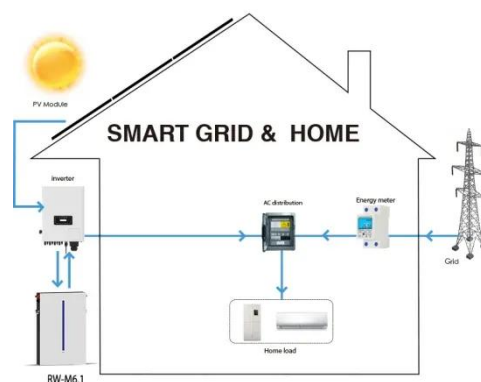 PV Module
SMART GRID & HOME
inverter
AC distribution
Energy meter
Grid
Home load
RW-M6.1